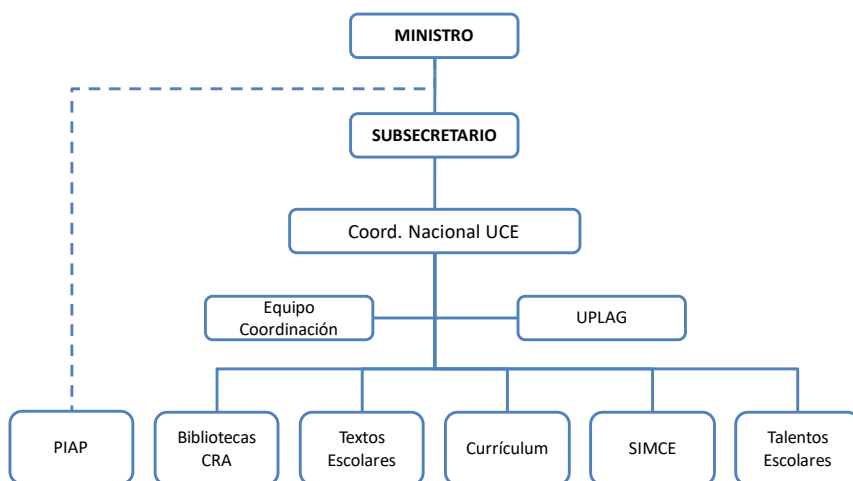 MINISTRO
SUBSECRETARIO
Coord. Nacional UCE
Equipo
Coordinación
UPLAG
PIAP
Bibliotecas
CRA
Textos
Escolares
Currículum
SIMCE
Talentos
Escolares